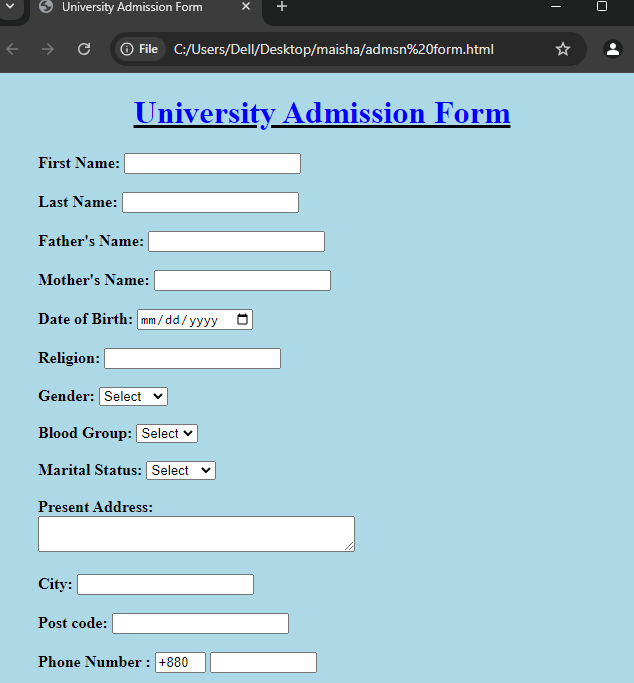 University Admission Form
File C:/Users/Dell/Desktop/maisha/admsn%20form.html
University Admission Form
First Name:
Last Name:
Father's Name:
Mother's Name:
Date of Birth: mm/dd/yyyy
Religion:
Gender: Select
Blood Group: Select
Marital Status: Select
Present Address:
City:
Post code:
Phone Number : +880